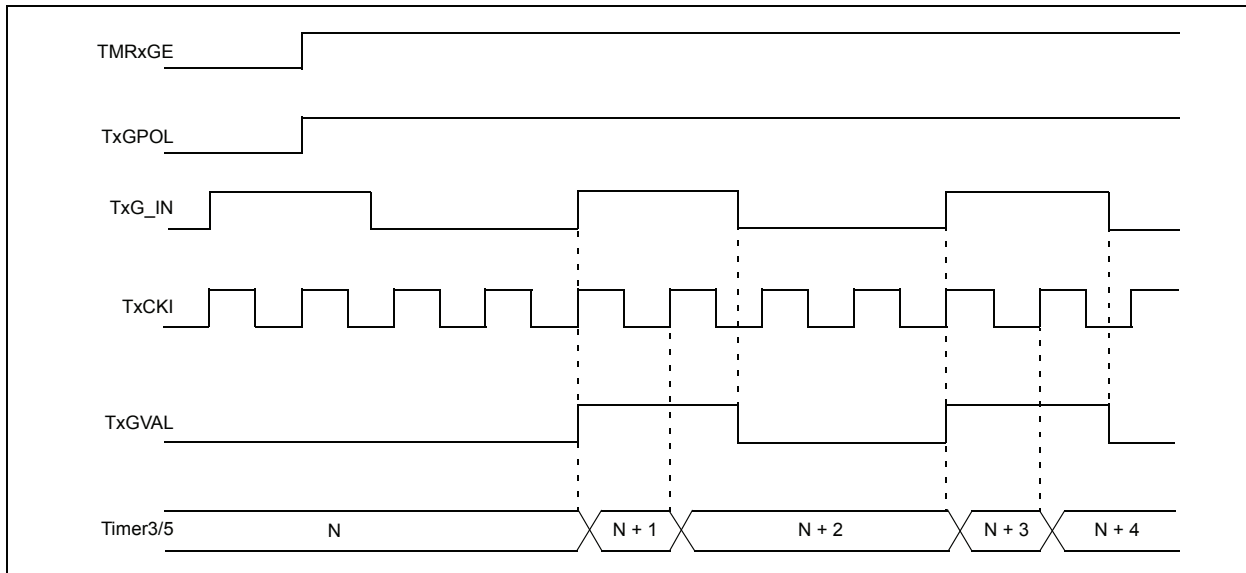 TMRxGE
TxGPOL
TxG_IN
TxCKI
TxGVAL
Timer3/5 N N + 1 N + 2 N + 3 N + 4